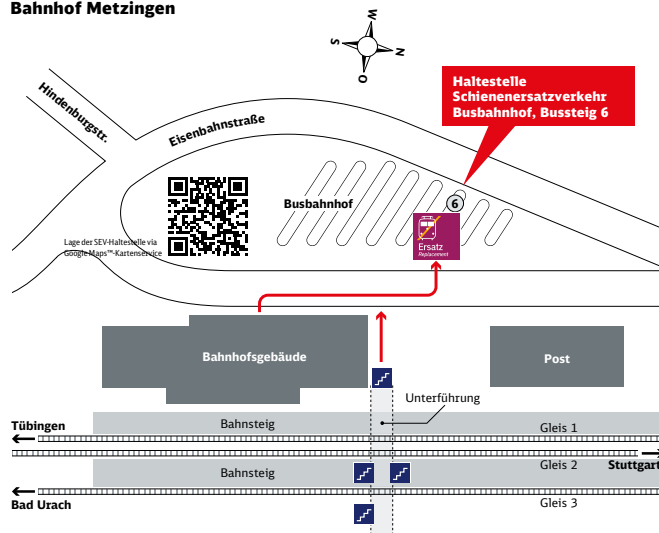 Bahnhof Metzingen
W
N
S
O
Hindenburgstr.
Eisenbahnstraße
Haltestelle
Schienenersatzverkehr
Busbahnhof, Bussteig 6
Busbahnhof
6
Ersatz
Replacement
Lage der SEV-Haltestelle via
Google Maps™-Kartenservice
Bahnhofsgebäude
Post
Unterführung
Tübingen
Bahnsteig
Gleis 1
Bahnsteig
Gleis 2
Stuttgart
Bad Urach
Gleis 3